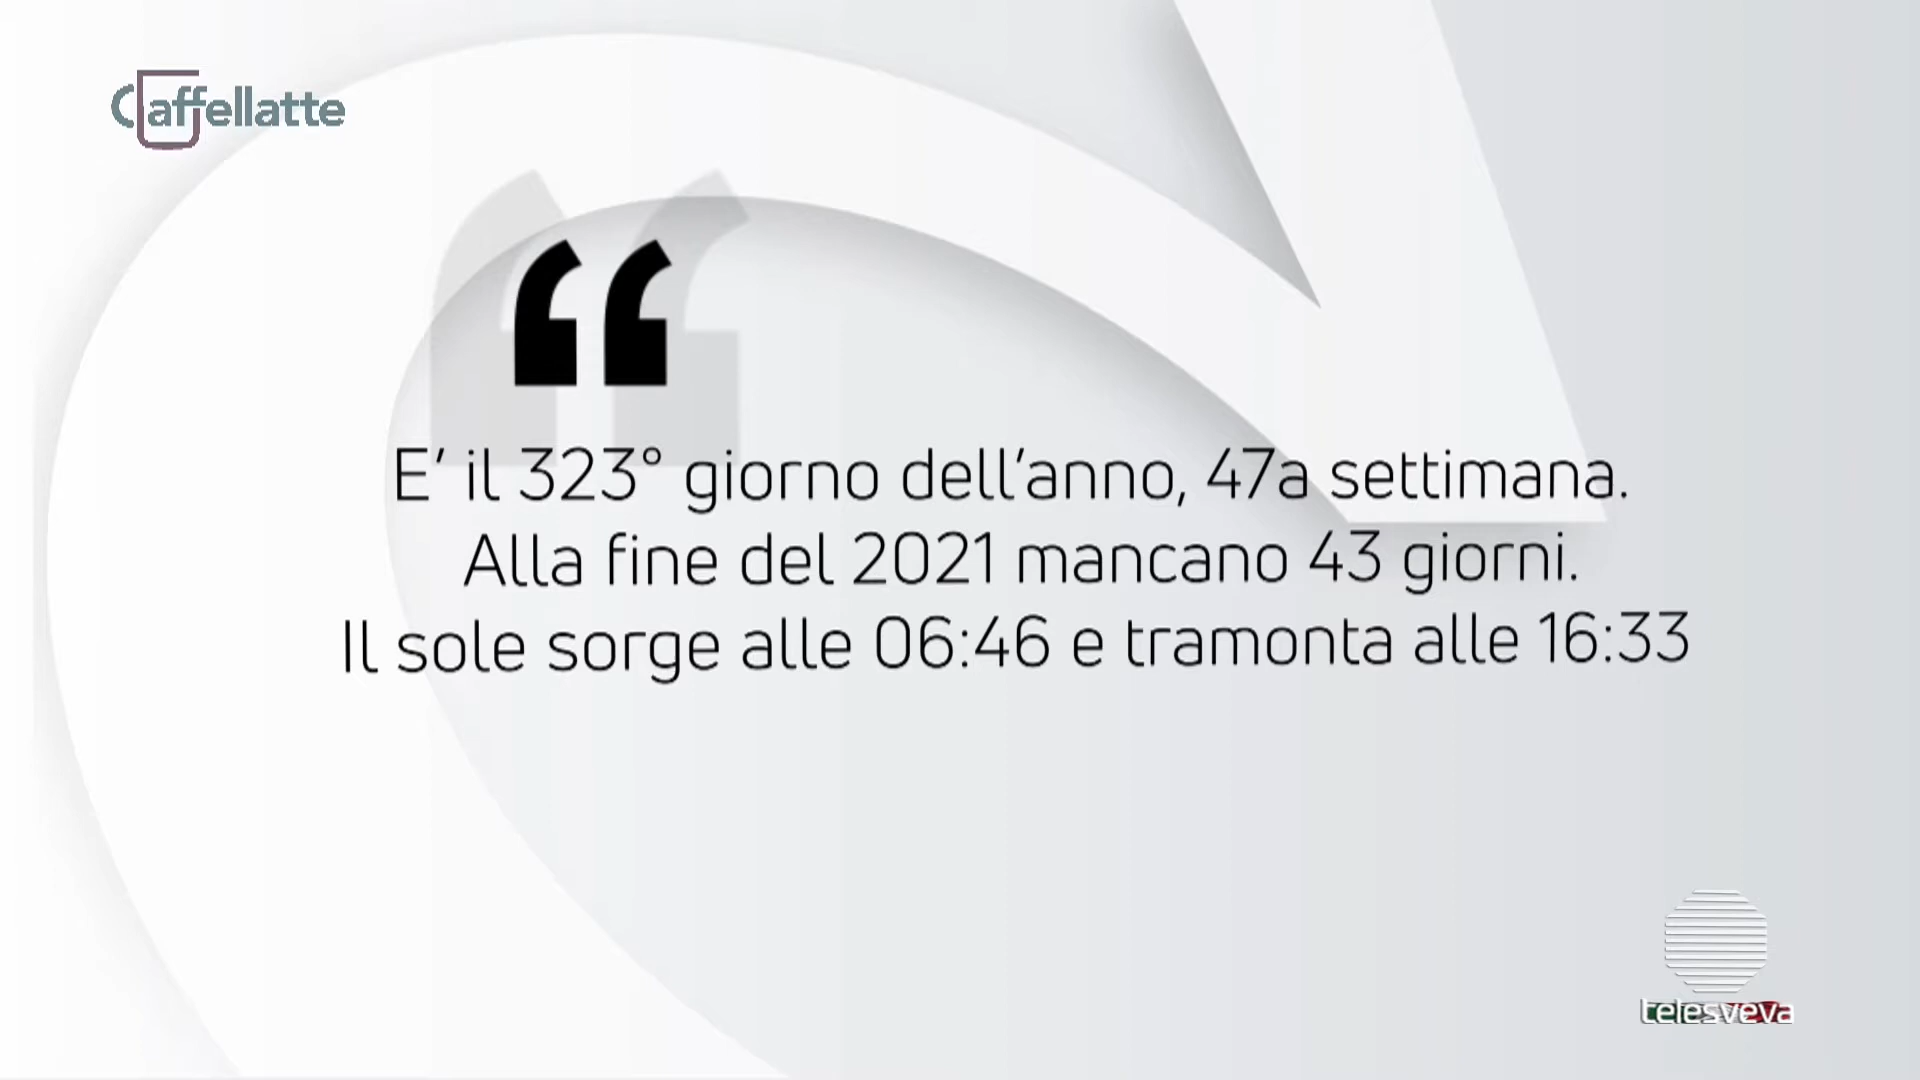 Caffellatte
“
E’ il 323° giorno dell’anno, 47a settimana.
Alla fine del 2021 mancano 43 giorni.
Il sole sorge alle 06:46 e tramonta alle 16:33
telesveva